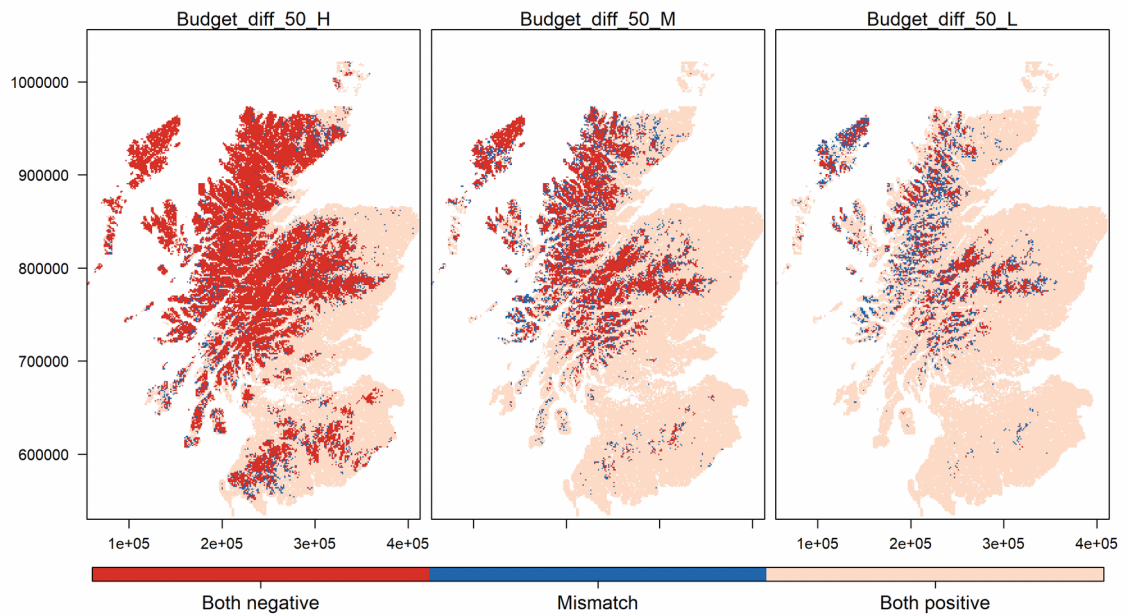 Budget_diff_50_H Budget_diff_50_M Budget_diff_50_L
1000000
900000
800000
700000
600000
1e+05 2e+05 3e+05 4e+05 1e+05 2e+05 3e+05 4e+05
Both negative Mismatch Both positive